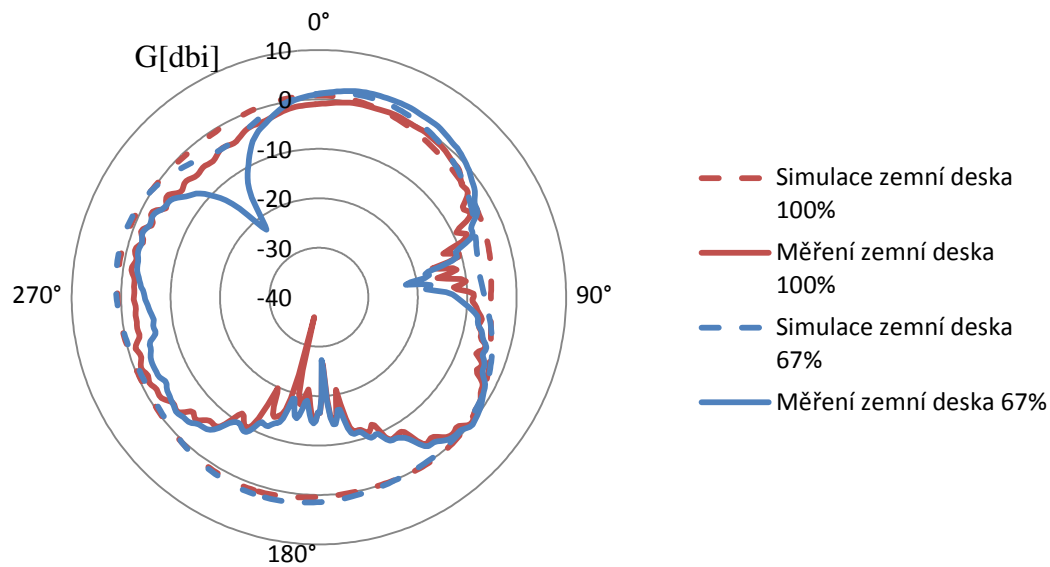 0°
G[dbi]
10
0
-10
-20
-30
-40
270°
90°
180°
Simulace zemní deska
100%
Měření zemní deska
100%
Simulace zemní deska
67%
Měření zemní deska 67%